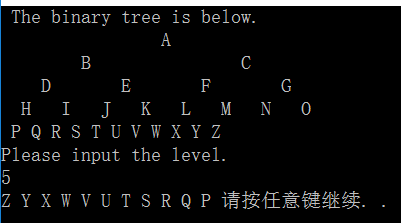 The binary tree is below.
A
B C
D E F G
H I J K L M N O
P Q R S T U V W X Y Z
Please input the level.
5
Z Y X W V U T S R Q P 请按任意键继续. .